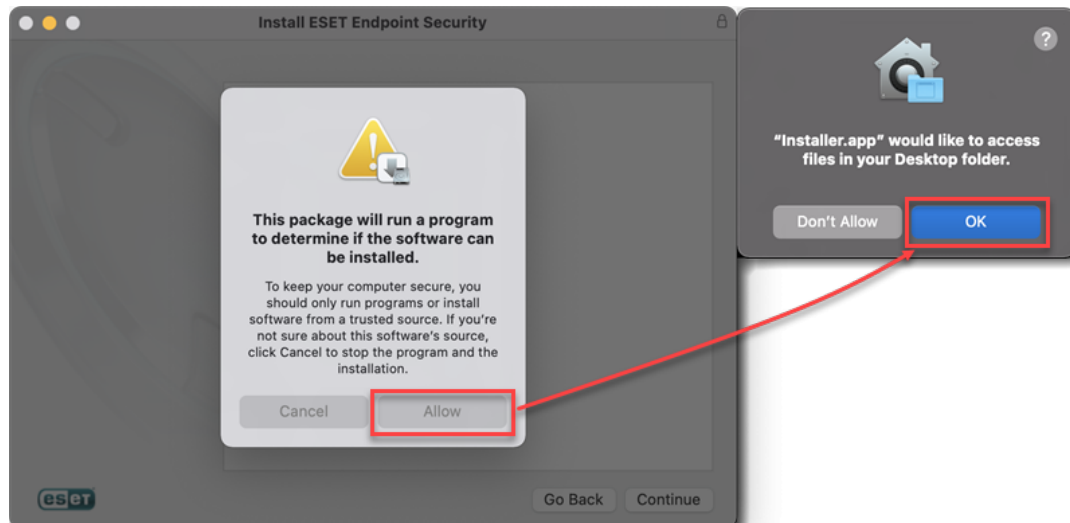 Install ESET Endpoint Security
This package will run a program
to determine if the software can
be installed.
To keep your computer secure, you
should only run programs or install
software from a trusted source. If you're
not sure about this software's source,
click Cancel to stop the program and the
installation.
Cancel
Allow
eseT
Go Back
Continue
?
"Installer.app" would like to access
files in your Desktop folder.
Don't Allow
OK